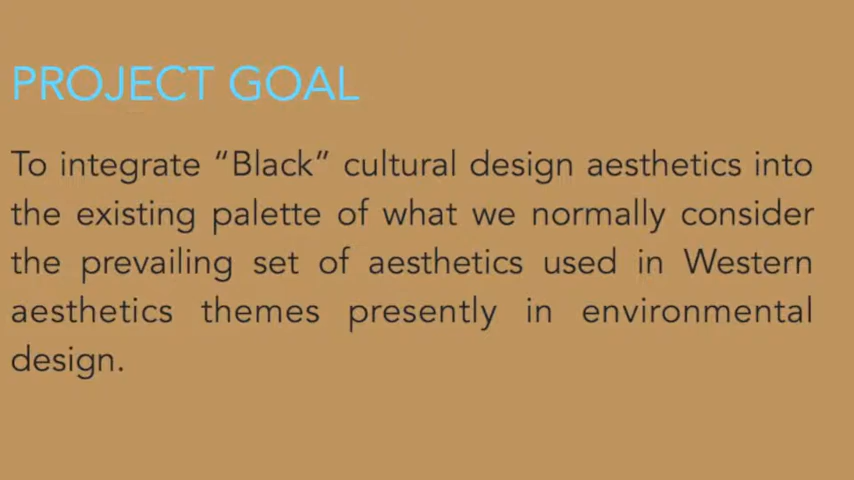 PROJECT GOAL
To integrate “Black” cultural design aesthetics into
the existing palette of what we normally consider
the prevailing set of aesthetics used in Western
aesthetics themes presently in environmental
design.